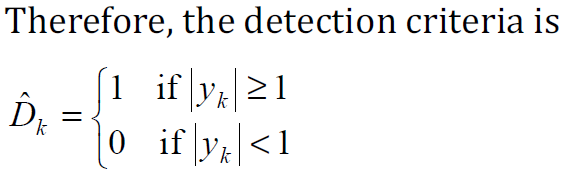 Therefore, the detection criteria is
D̂ₖ = { 1 if |yₖ| ≥ 1
0 if |yₖ| < 1